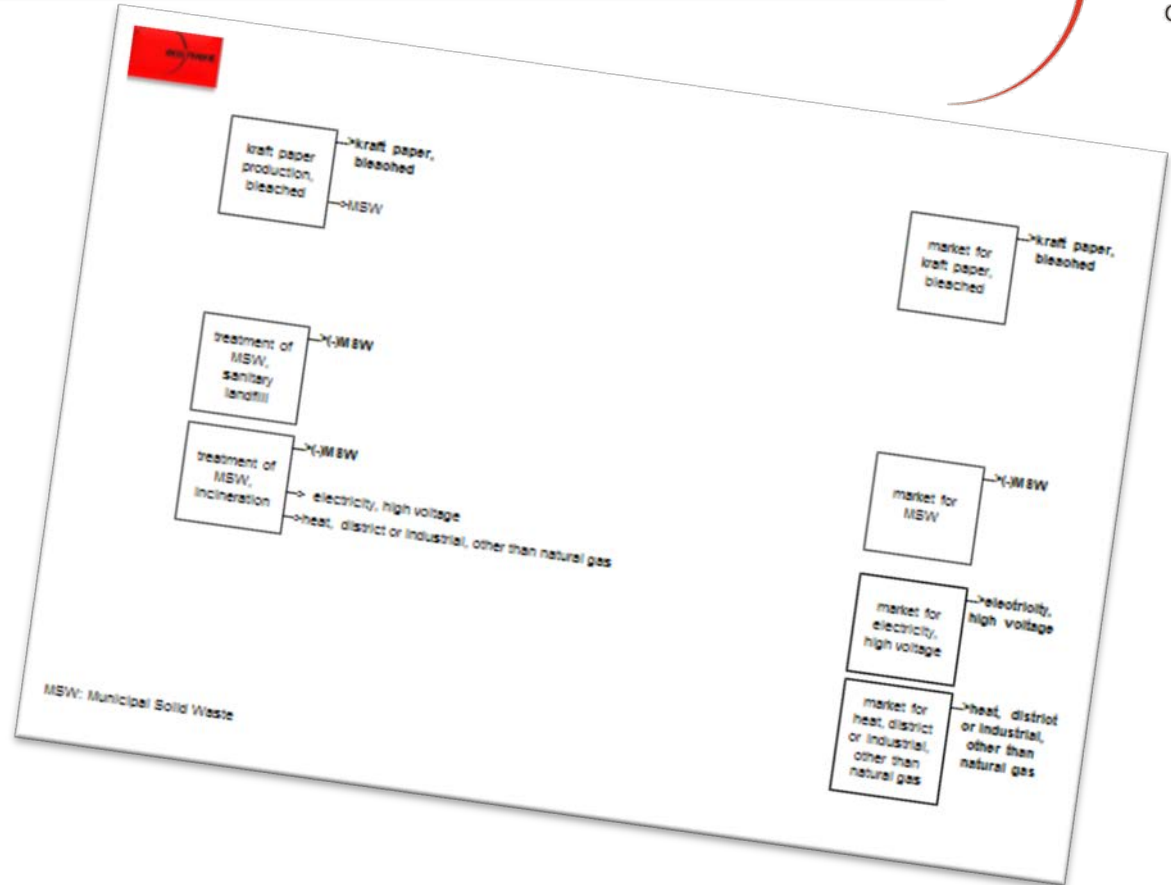 kraft paper
production,
bleached
>kraft paper,
bleached
>MSW
market for
kraft paper,
bleached
>kraft paper,
bleached
treatment of
MSW,
sanitary
landfill
>(-)MSW
treatment of
MSW,
incineration
>(-)MSW
> electricity, high voltage
>heat, district or industrial, other than natural gas
market for
MSW
>(-)MSW
market for
electricity,
high voltage
>electricity,
high voltage
market for
heat, district
or industrial,
other than
natural gas
>heat, district
or industrial,
other than
natural gas
MSW: Municipal Solid Waste